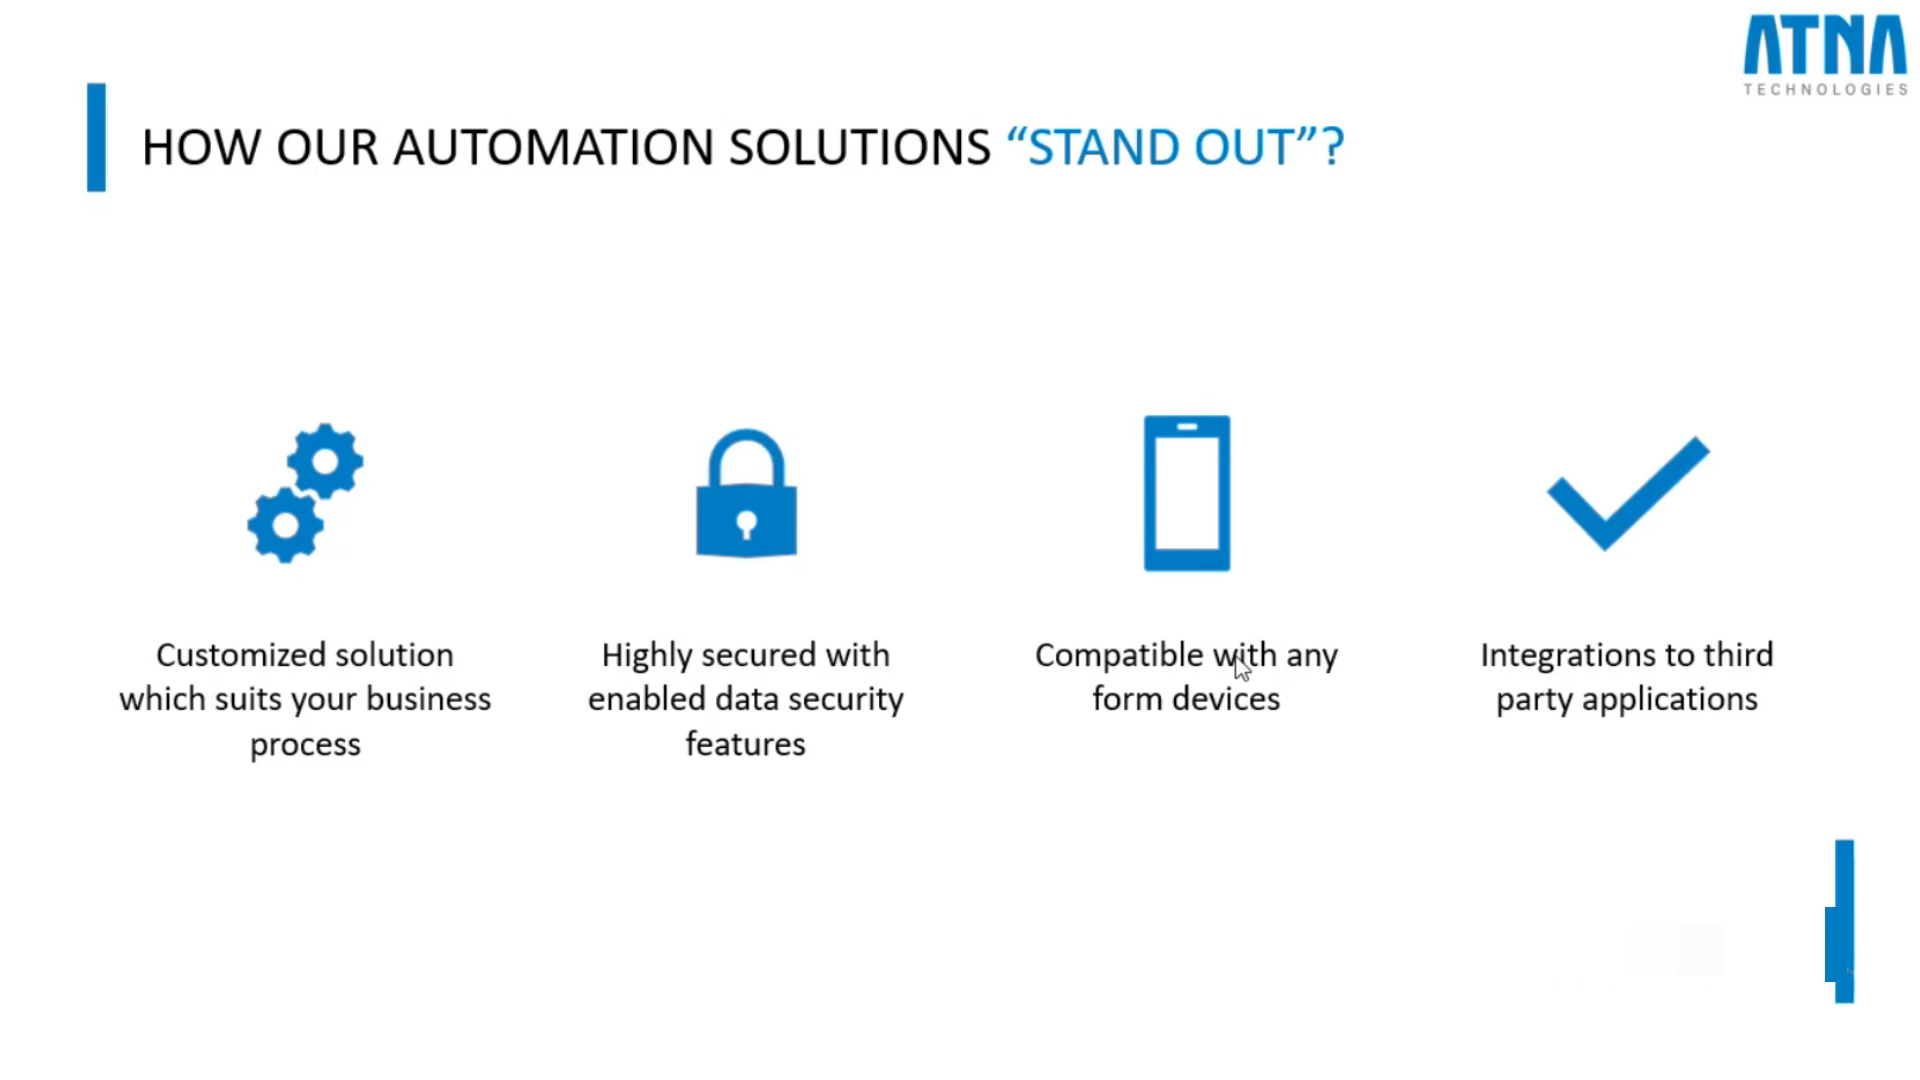 ATNA
TECHNOLOGIES
HOW OUR AUTOMATION SOLUTIONS “STAND OUT”?
Customized solution
which suits your business
process
Highly secured with
enabled data security
features
Compatible with any
form devices
Integrations to third
party applications